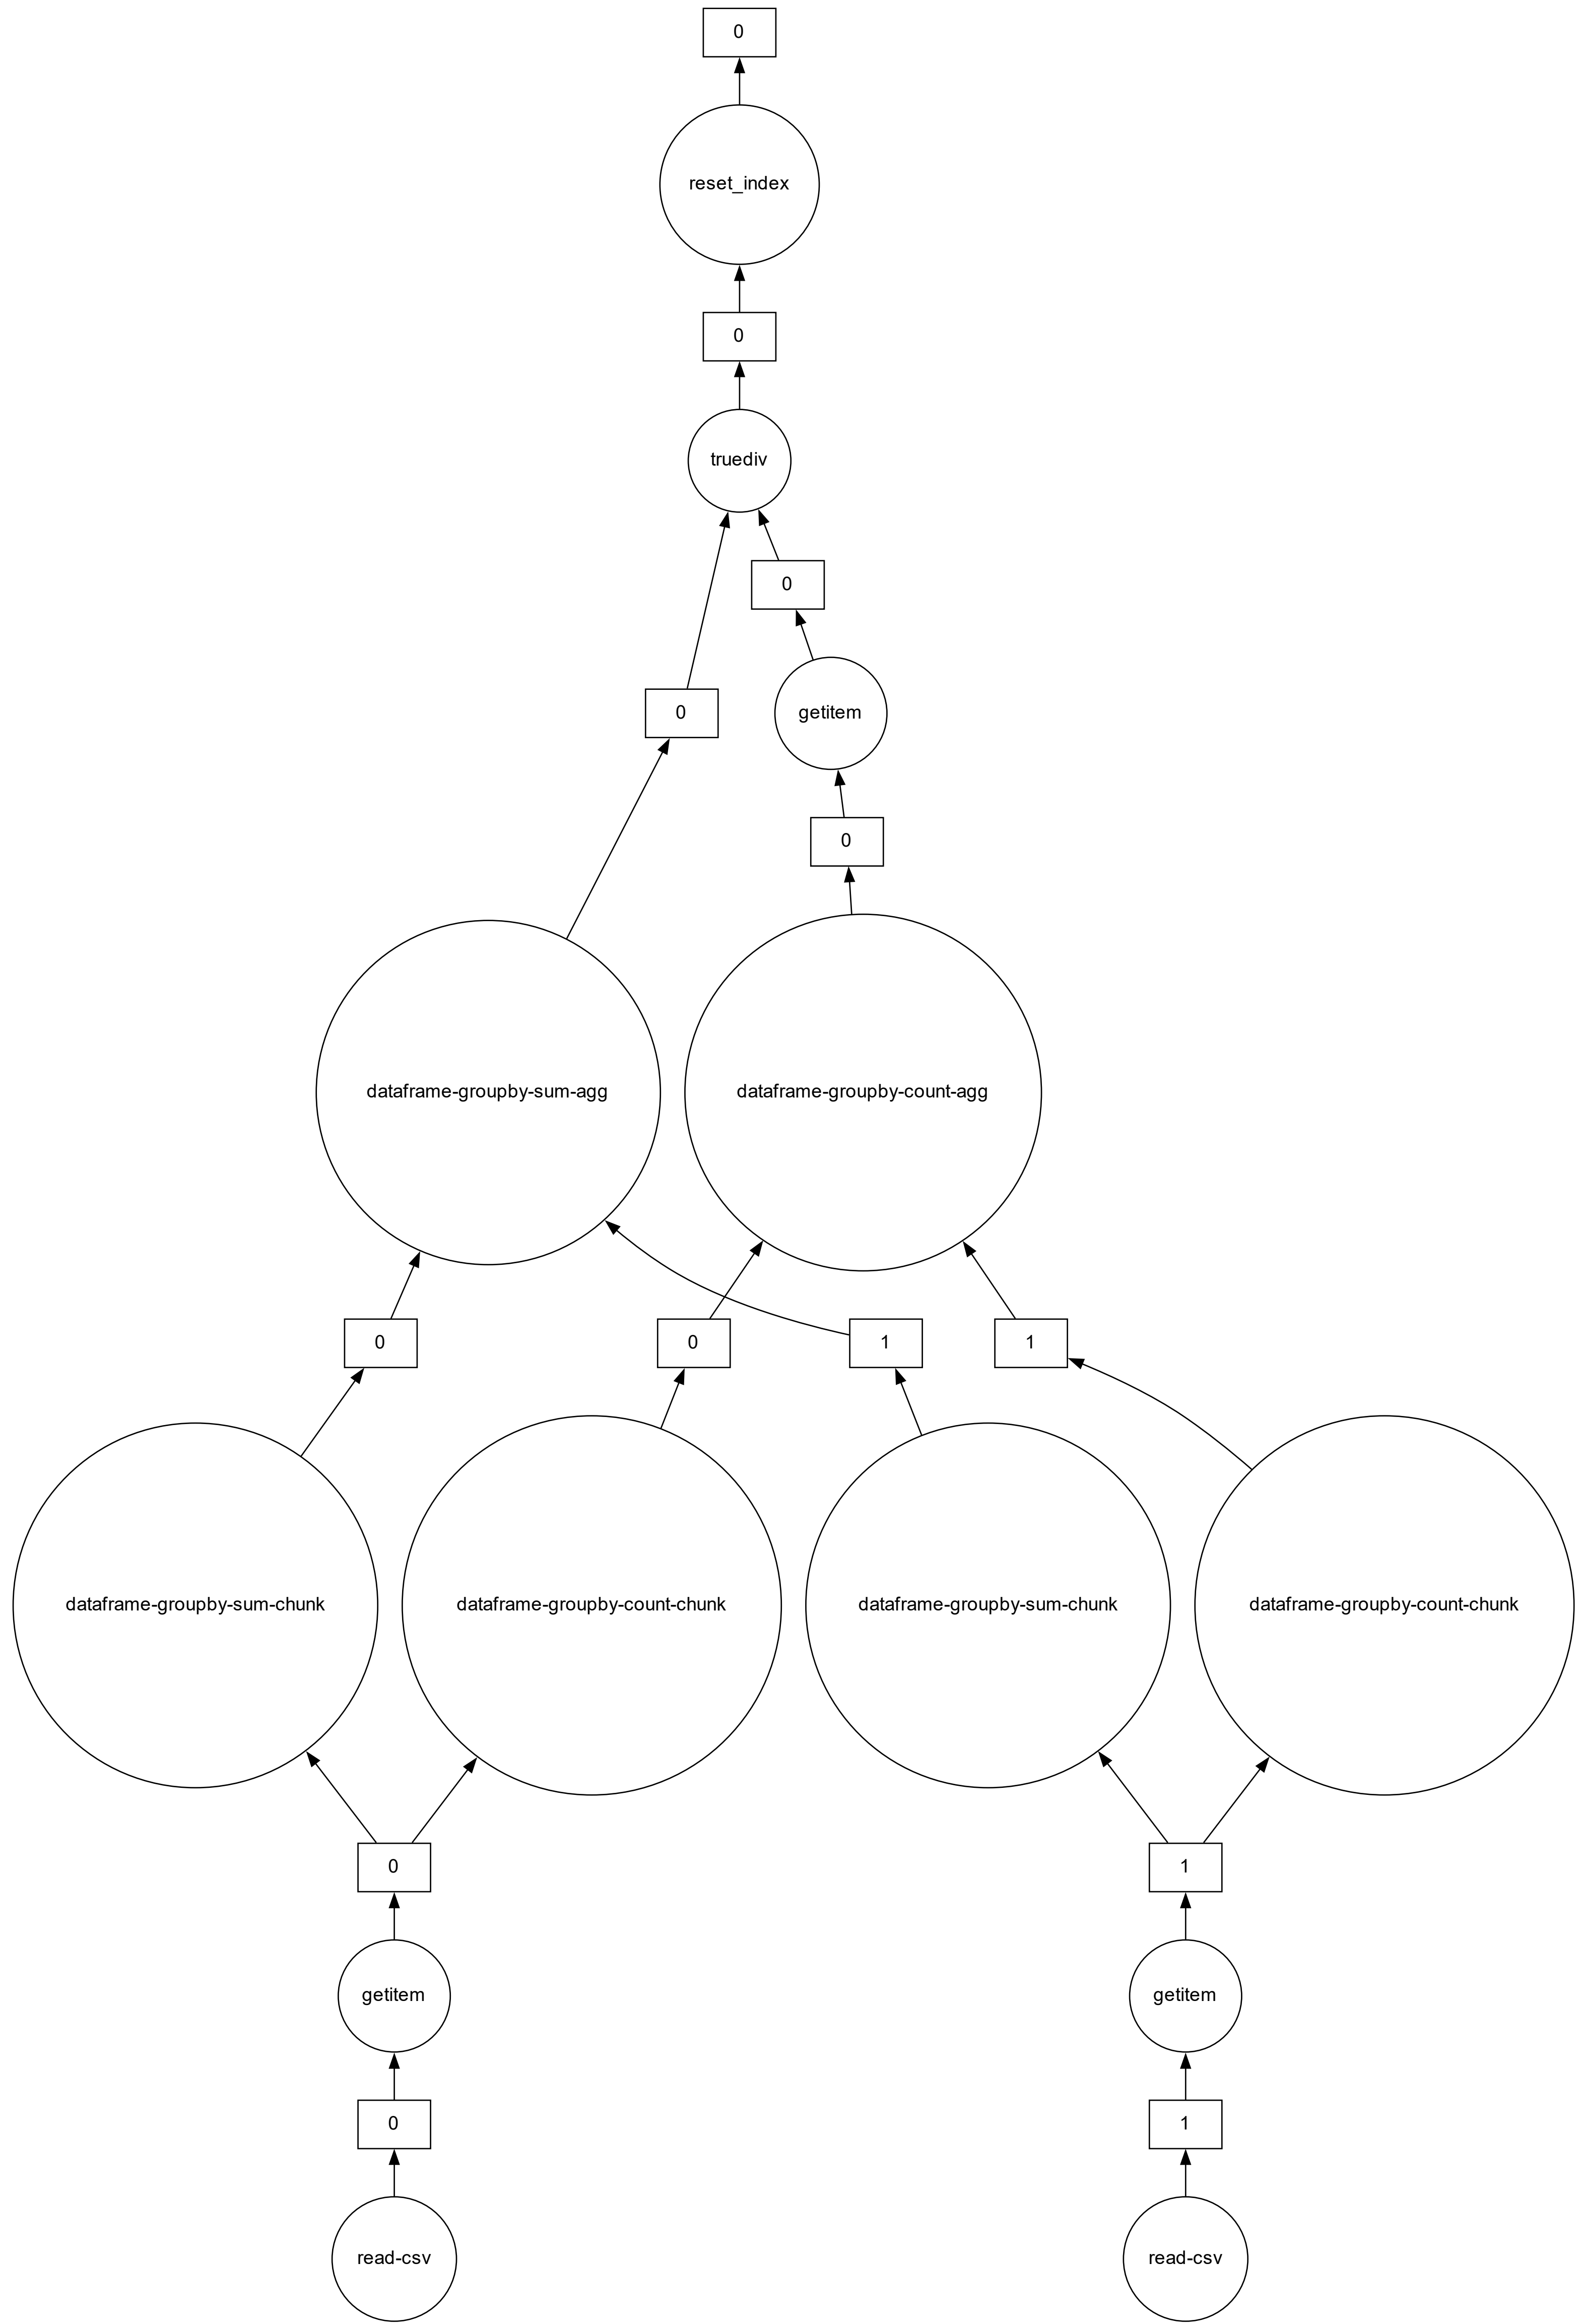 0
reset_index
0
truediv
0
0
getitem
0
dataframe-groupby-sum-agg
dataframe-groupby-count-agg
0
0
1
1
dataframe-groupby-sum-chunk
dataframe-groupby-count-chunk
dataframe-groupby-sum-chunk
dataframe-groupby-count-chunk
0
1
getitem
getitem
0
1
read-csv
read-csv